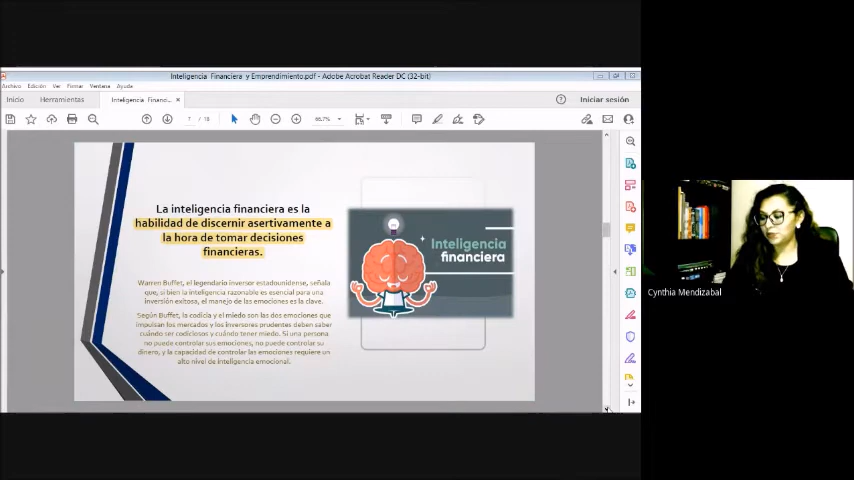 Inteligencia Financiera y Emprendimiento.pdf - Adobe Acrobat Reader DC (32-bit)
Archivo Edición Ver Firmar Ventana Ayuda
Inicio Herramientas Inteligencia Financ... × Iniciar sesión
7 / 18 66.7%
La inteligencia financiera es la
habilidad de discernir asertivamente a
la hora de tomar decisiones
financieras.
Inteligencia
financiera
Warren Buffet, el legendario inversor estadounidense, señala
que, si bien la inteligencia razonable es esencial para una
inversión exitosa, el manejo de las emociones es la clave.
Según Buffet, la codicia y el miedo son las dos emociones que
impulsan los mercados y los inversores prudentes deben saber
cuándo ser codiciosos y cuándo tener miedo. Si una persona
no puede controlar sus emociones, no puede controlar su
dinero, y la capacidad de controlar las emociones requiere un
alto nivel de inteligencia emocional.
Cynthia Mendizabal